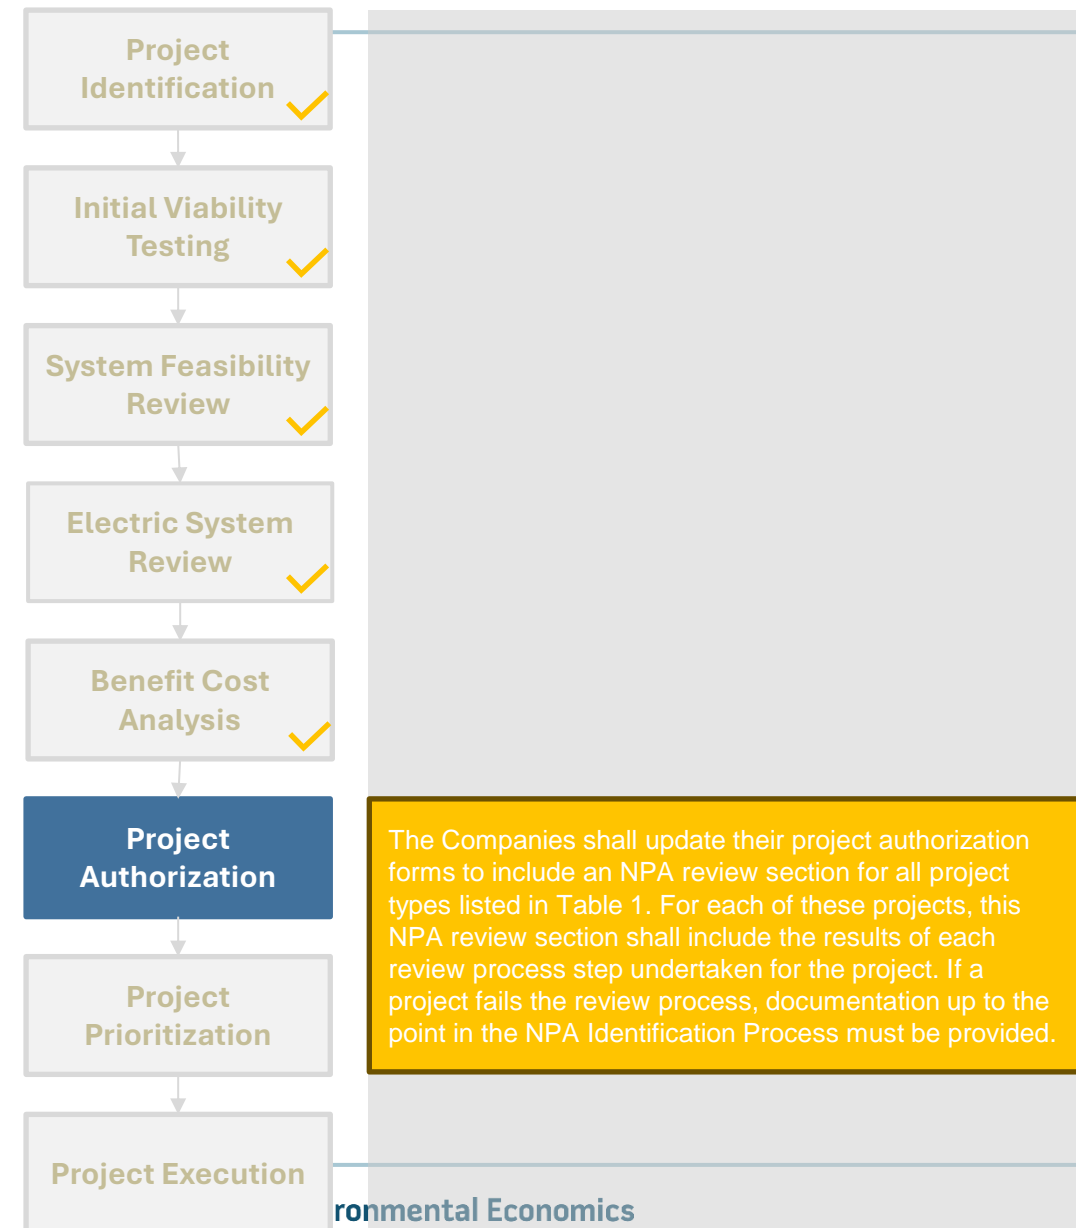 Project
Identification
Initial Viability
Testing
System Feasibility
Review
Electric System
Review
Benefit Cost
Analysis
Project
Authorization
The Companies shall update their project authorization
forms to include an NPA review section for all project
types listed in Table 1. For each of these projects, this
NPA review section shall include the results of each
review process step undertaken for the project. If a
project fails the review process, documentation up to the
point in the NPA Identification Process must be provided.
Project
Prioritization
Project Execution
ronmental Economics